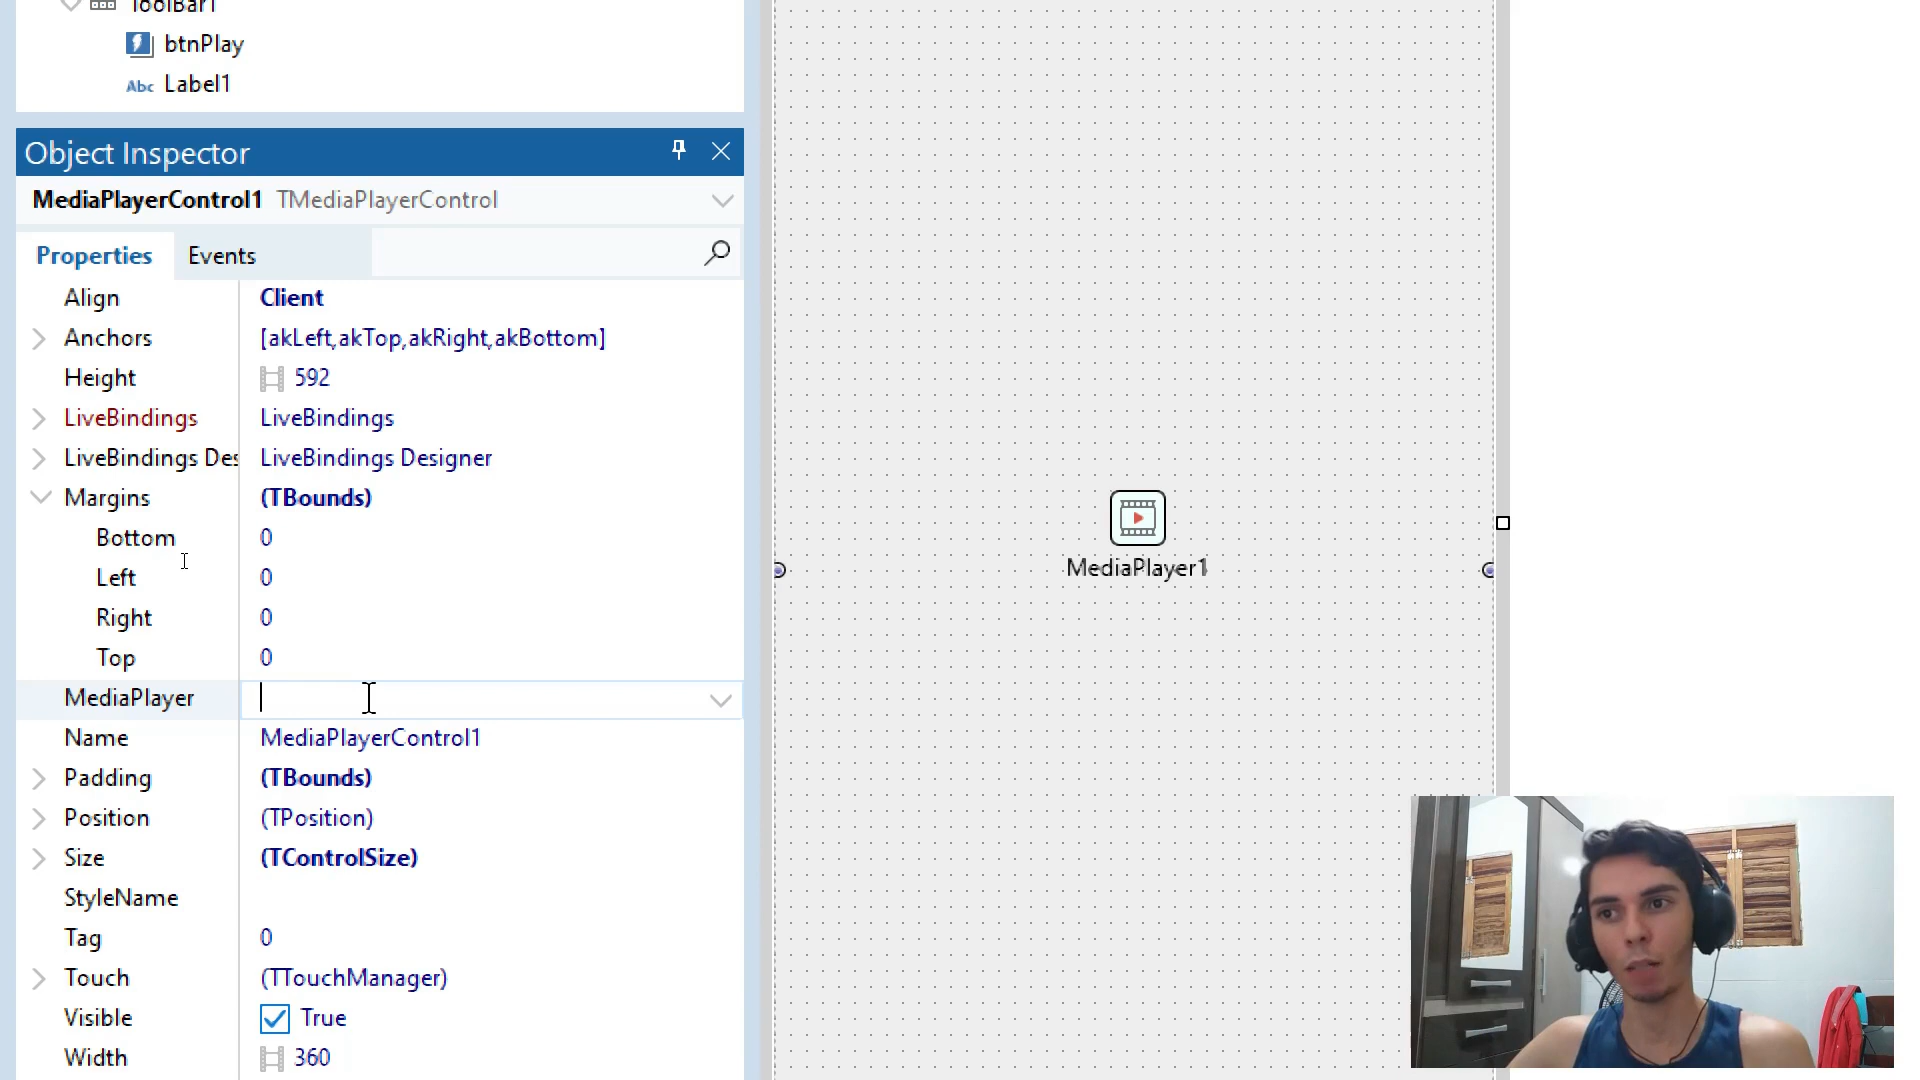 ToolBar1
btnPlay
Abc Label1
Object Inspector
MediaPlayerControl1 TMediaPlayerControl
Properties Events
Align Client
Anchors [akLeft,akTop,akRight,akBottom]
Height 592
LiveBindings LiveBindings
LiveBindings Des LiveBindings Designer
Margins (TBounds)
Bottom 0
Left 0
Right 0
Top 0
MediaPlayer
Name MediaPlayerControl1
Padding (TBounds)
Position (TPosition)
Size (TControlSize)
StyleName
Tag 0
Touch (TTouchManager)
Visible True
Width 360
MediaPlayer1